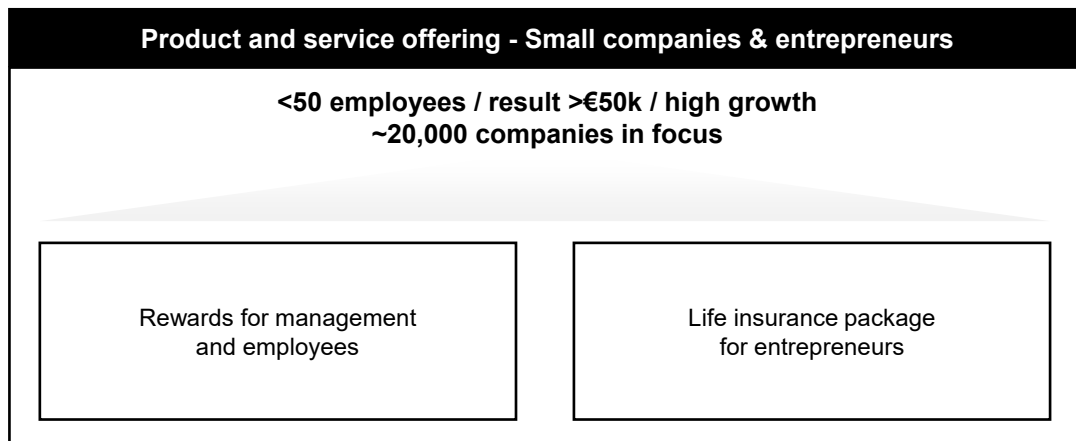 Product and service offering - Small companies & entrepreneurs
<50 employees / result >€50k / high growth
~20,000 companies in focus
Rewards for management
and employees
Life insurance package
for entrepreneurs